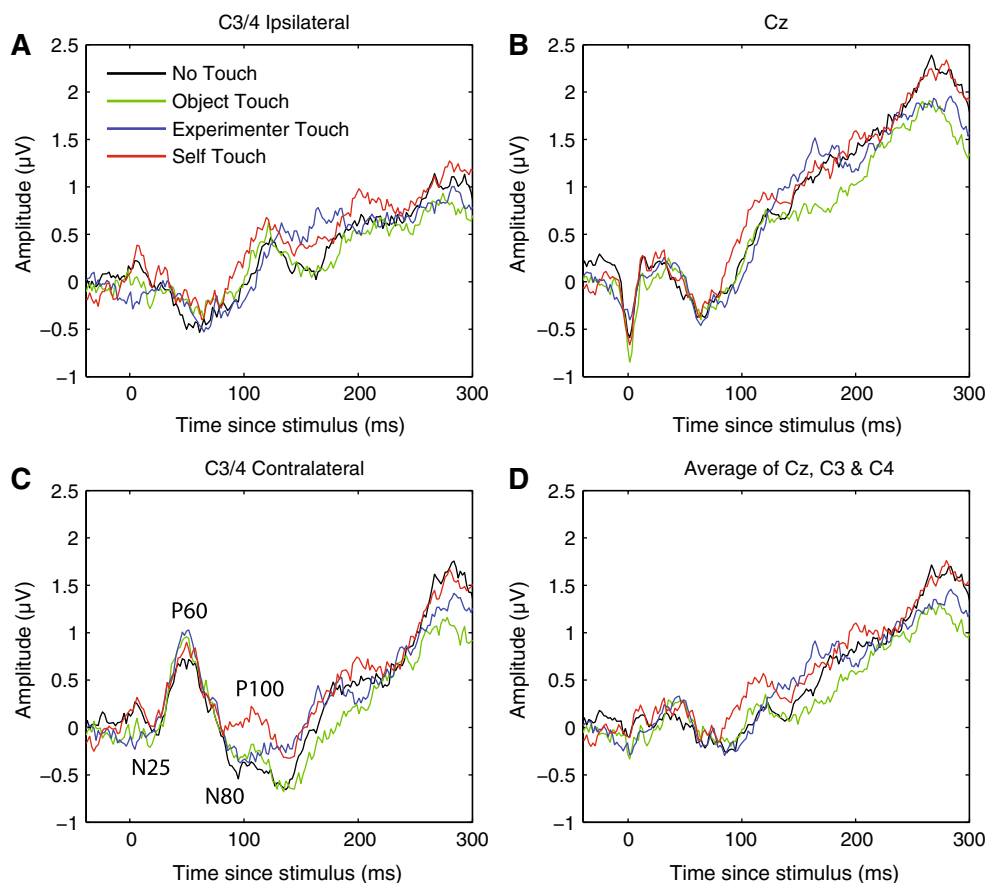 A
C3/4 Ipsilateral
2.5
2
1.5
1
0.5
0
−0.5
−1
Amplitude (µV)
No Touch
Object Touch
Experimenter Touch
Self Touch
0 100 200 300
Time since stimulus (ms)
B
Cz
2.5
2
1.5
1
0.5
0
−0.5
−1
Amplitude (µV)
0 100 200 300
Time since stimulus (ms)
C
C3/4 Contralateral
2.5
2
1.5
1
0.5
0
−0.5
−1
Amplitude (µV)
P60
P100
N25
N80
0 100 200 300
Time since stimulus (ms)
D
Average of Cz, C3 & C4
2.5
2
1.5
1
0.5
0
−0.5
−1
Amplitude (µV)
0 100 200 300
Time since stimulus (ms)